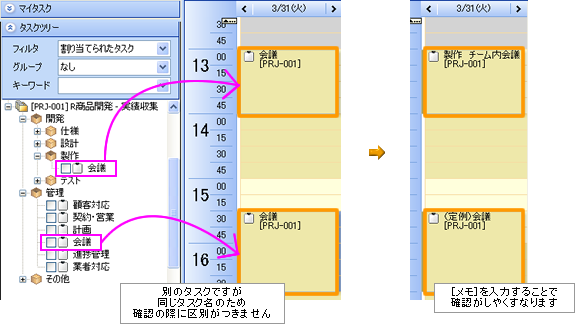 マイタスク
タスクツリー
フィルタ 割り当てられたタスク
グループ なし
キーワード
[PRJ-001] R商品開発 - 実績収集
開発
仕様
設計
製作
会議
テスト
管理
顧客対応
契約・営業
計画
会議
進捗管理
業者対応
その他
3/31(火)
30
45
13 00
15
30
45
14 00
15
30
45
15 00
15
30
45
16 00
15
30
会議
[PRJ-001]
会議
[PRJ-001]
別のタスクですが
同じタスク名のため
確認の際に区別がつきません
3/31(火)
製作 チーム内会議
[PRJ-001]
(定例)会議
[PRJ-001]
[メモ]を入力することで
確認がしやすくなります